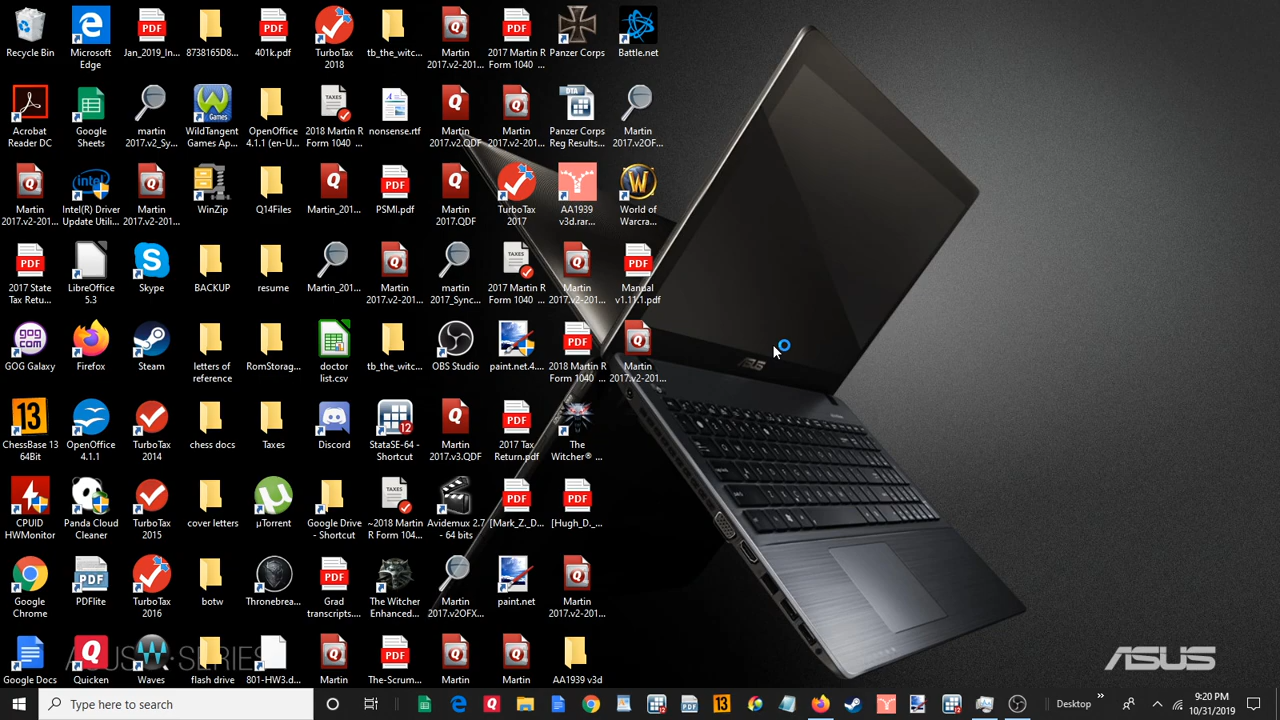 Recycle Bin
Microsoft Edge
Jan_2019_In...
8738165D8...
401k.pdf
TurboTax 2018
tb_the_witc...
Martin 2017.v2-201...
2017 Martin R Form 1040 ...
Panzer Corps
Battle.net
Acrobat Reader DC
Google Sheets
martin 2017.v2_Sy...
WildTangent Games Ap...
OpenOffice 4.1.1 (en-U...
2018 Martin R Form 1040 ...
nonsense.rtf
Martin 2017.v2.QDF
Martin 2017.v2-201...
Panzer Corps Reg Results...
Martin 2017.v2OF...
Martin 2017.v2-201...
Intel(R) Driver Update Utili...
Martin 2017.v2-201...
WinZip
Q14Files
Martin_201...
PSMI.pdf
Martin 2017.QDF
TurboTax 2017
AA1939 v3d.rar...
World of Warcra...
2017 State Tax Retu...
LibreOffice 5.3
Skype
BACKUP
resume
Martin_201...
Martin 2017.v2-201...
martin 2017_Sync...
2017 Martin R Form 1040 ...
Martin 2017.v2-201...
Manual v1.11.1.pdf
GOG Galaxy
Firefox
Steam
letters of reference
RomStorag...
doctor list.csv
tb_the_witc...
OBS Studio
paint.net.4....
2018 Martin R Form 1040 ...
Martin 2017.v2-201...
ChessBase 13 64Bit
OpenOffice 4.1.1
TurboTax 2014
chess docs
Taxes
Discord
StataSE-64 - Shortcut
Martin 2017.v3.QDF
2017 Tax Return.pdf
The Witcher® ...
CPUID HWMonitor
Panda Cloud Cleaner
TurboTax 2015
cover letters
µTorrent
Google Drive - Shortcut
~2018 Martin R Form 104...
Avidemux 2.7 - 64 bits
[Mark_Z._D...
[Hugh_D._...
Google Chrome
PDFlite
TurboTax 2016
botw
Thronebrea...
Grad transcripts....
The Witcher Enhanced...
Martin 2017.v2OFX...
paint.net
Martin 2017.v2-201...
Google Docs
Quicken
Waves
flash drive
801-HW3.d...
Martin
The-Scrum...
Martin
Martin
AA1939 v3d
ASUS
ASUS
Type here to search
Desktop
9:20 PM
10/31/2019